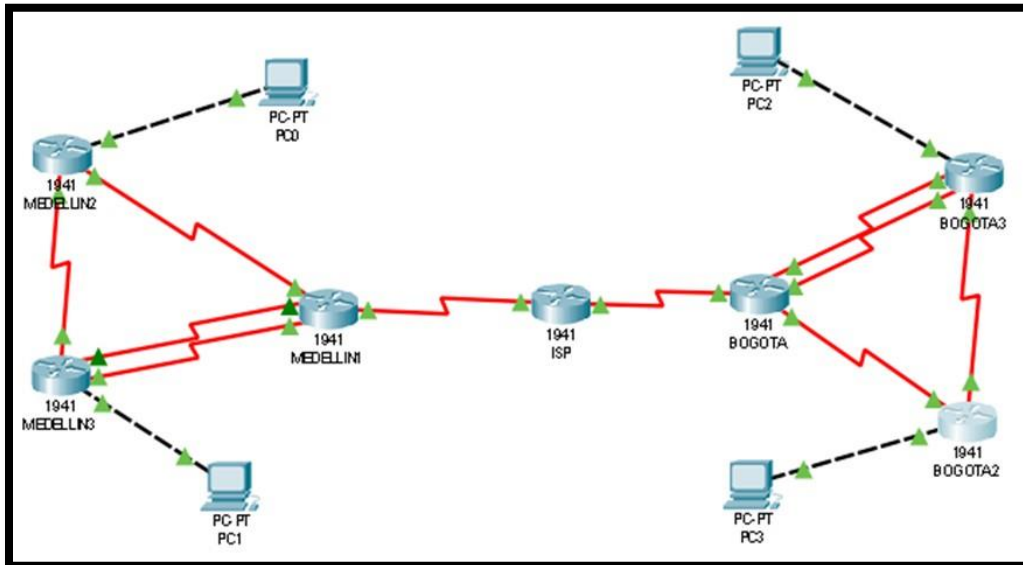 PC-PT
PC0
PC-PT
PC2
1941
MEDELLIN2
1941
BOGOTA3
1941
MEDELLIN1
1941
ISP
1941
BOGOTA
1941
MEDELLIN3
1941
BOGOTA2
PC-PT
PC1
PC-PT
PC3